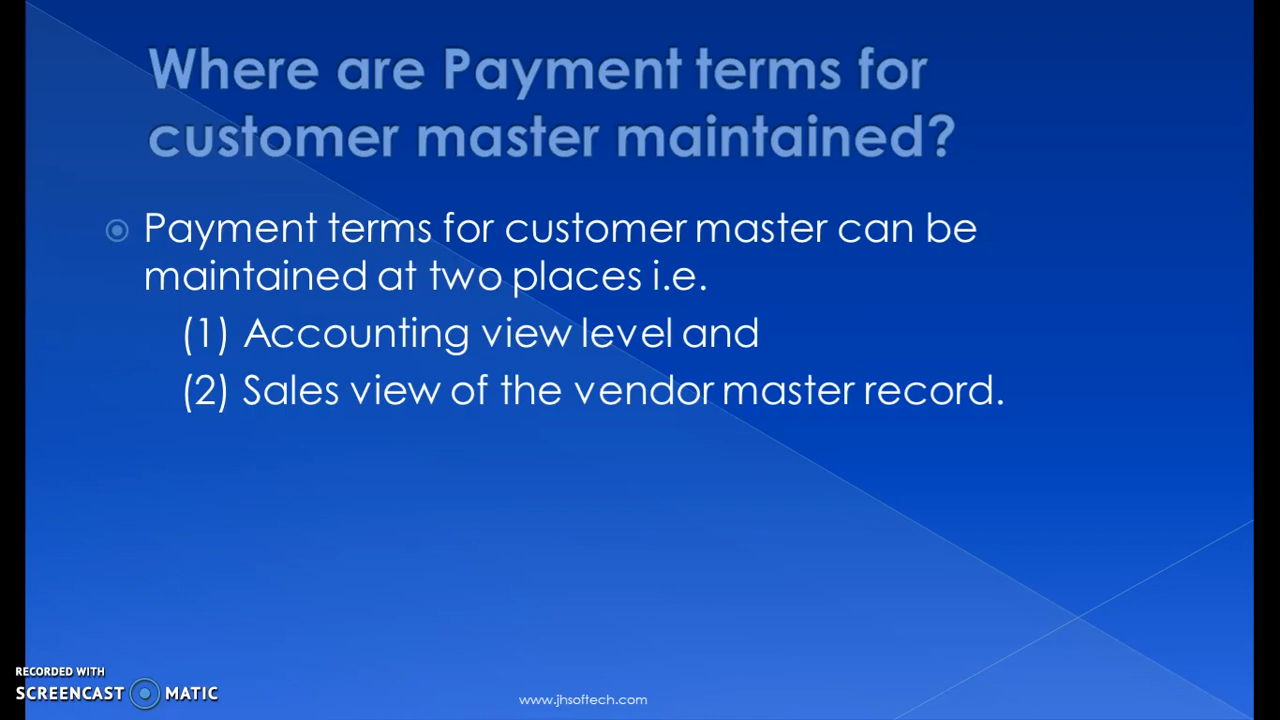 Where are Payment terms for
customer master maintained?
Payment terms for customer master can be
maintained at two places i.e.
(1) Accounting view level and
(2) Sales view of the vendor master record.
RECORDED WITH
SCREENCAST MATIC
www.jhsoftech.com